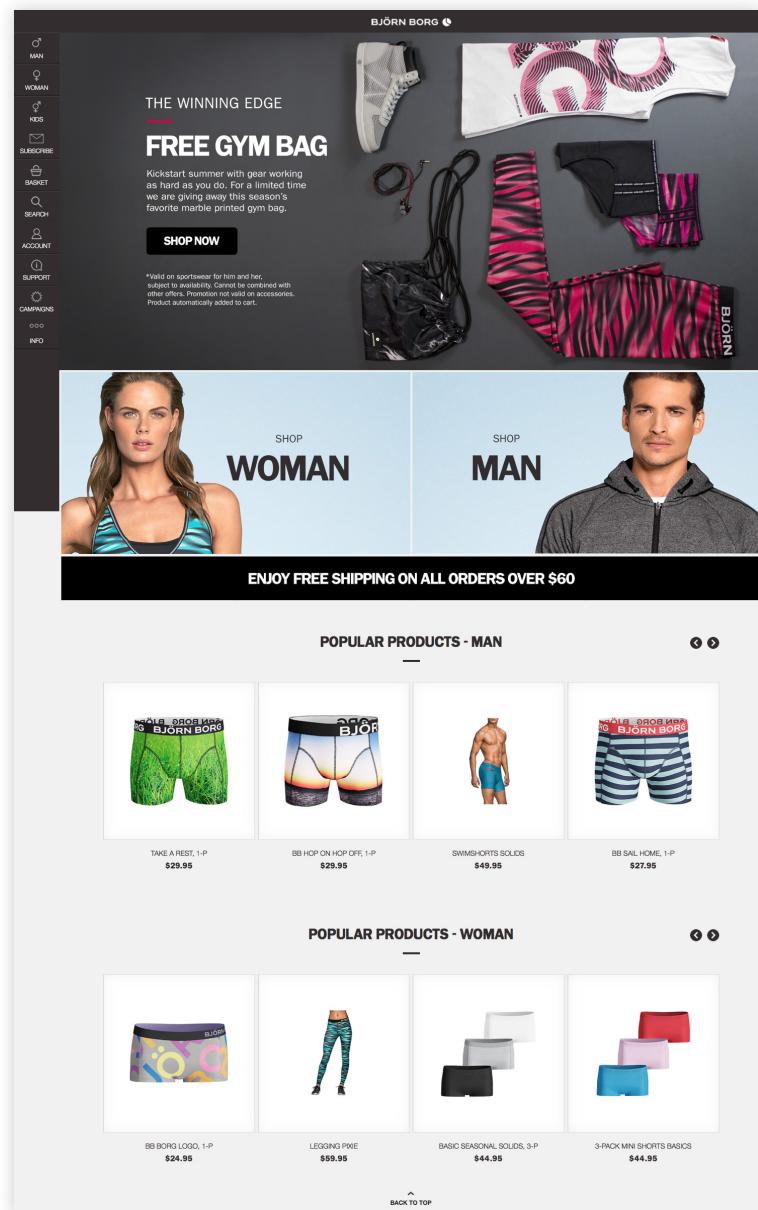 BJÖRN BORG
MAN
WOMAN
KIDS
SUBSCRIBE
BASKET
SEARCH
ACCOUNT
SUPPORT
CAMPAIGNS
INFO
THE WINNING EDGE
FREE GYM BAG
Kickstart summer with gear working
as hard as you do. For a limited time
we are giving away this season's
favorite marble printed gym bag.
SHOP NOW
*Valid on sportswear for him and her,
subject to availability. Cannot be combined with
other offers. Promotion not valid on accessories.
Product automatically added to cart.
BJÖRN
SHOP
WOMAN
SHOP
MAN
ENJOY FREE SHIPPING ON ALL ORDERS OVER $60
POPULAR PRODUCTS - MAN
BJÖRN BORG
BJÖR
BJÖRN BORG
TAKE A REST, 1-P
$29.95
BB HOP ON HOP OFF, 1-P
$29.95
SWIMSHORTS SOLIDS
$49.95
BB SAIL HOME, 1-P
$27.95
POPULAR PRODUCTS - WOMAN
BJÖRN
BB BORG LOGO, 1-P
$24.95
LEGGING PIXIE
$59.95
BASIC SEASONAL SOLIDS, 3-P
$44.95
3-PACK MINI SHORTS BASICS
$44.95
BACK TO TOP